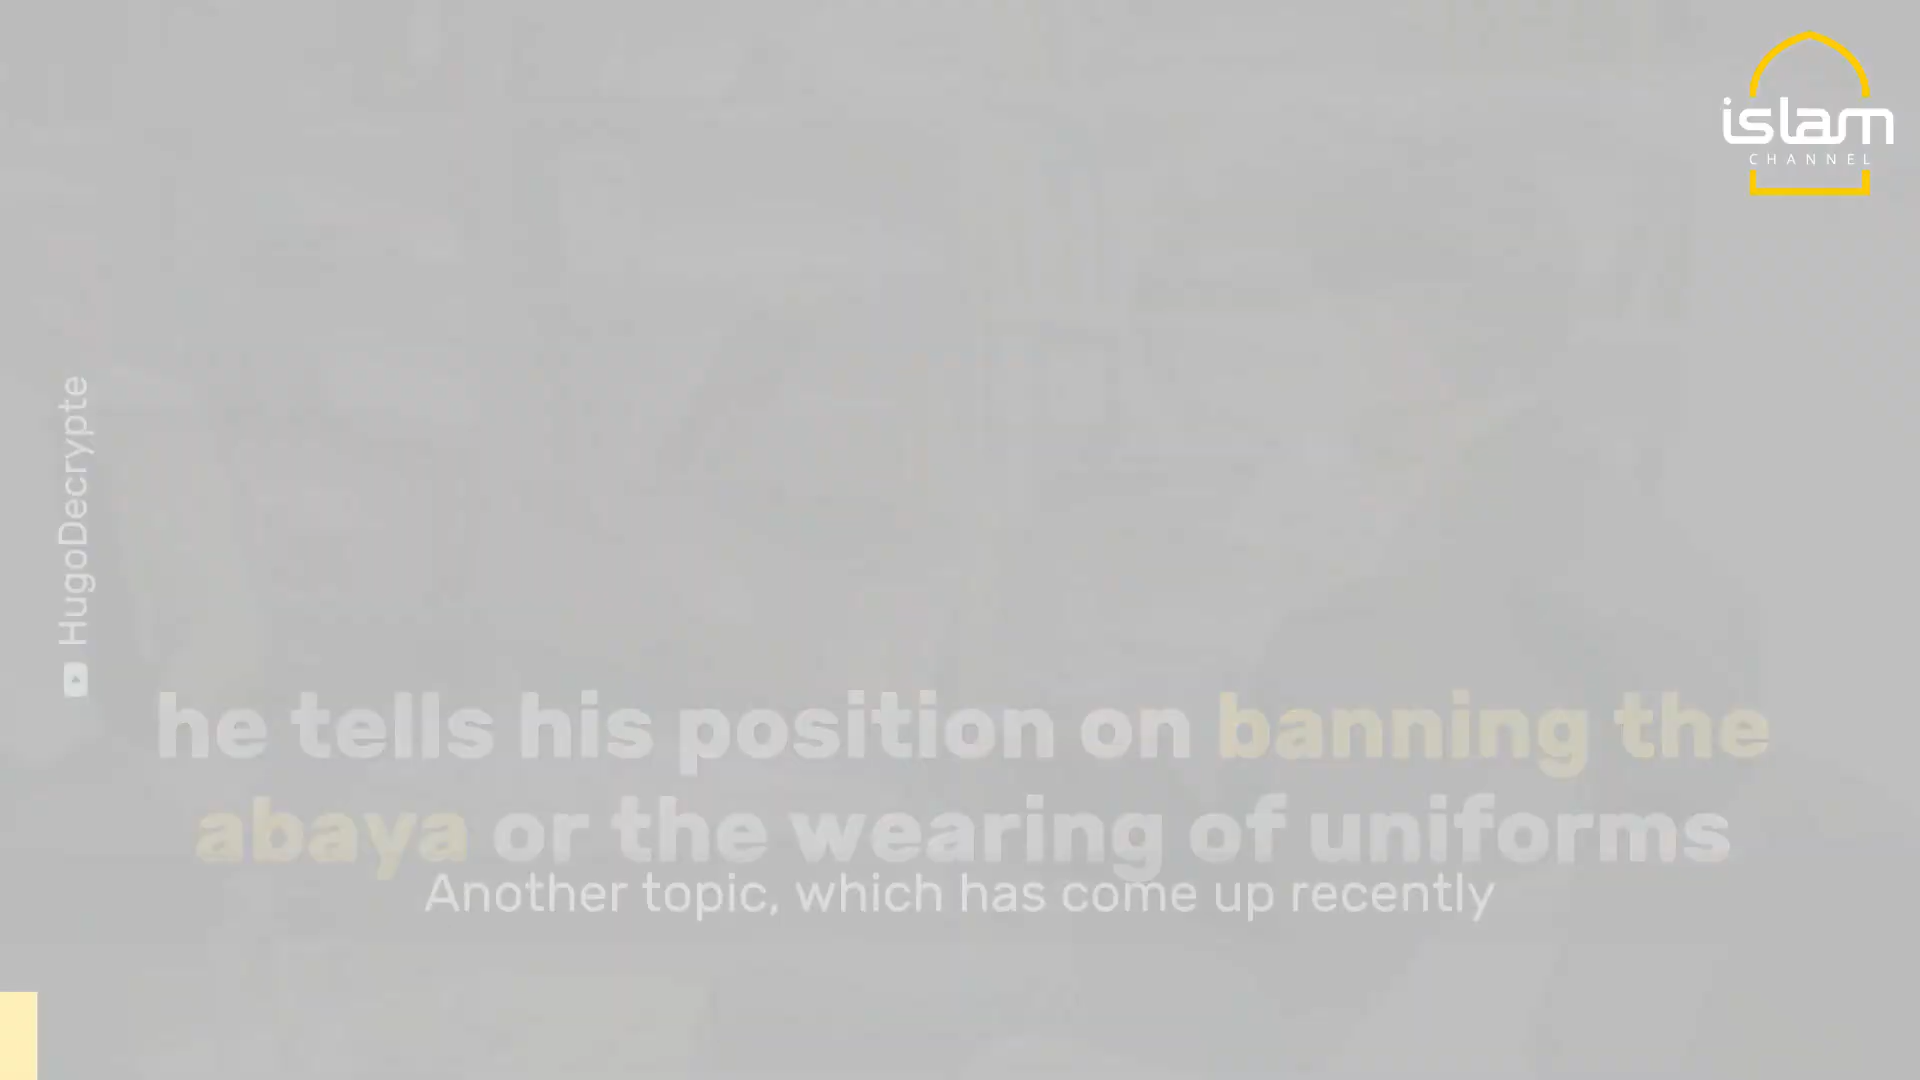 islam
CHANNEL
HugoDecrypte
he tells his position on banning the
abaya or the wearing of uniforms
Another topic, which has come up recently